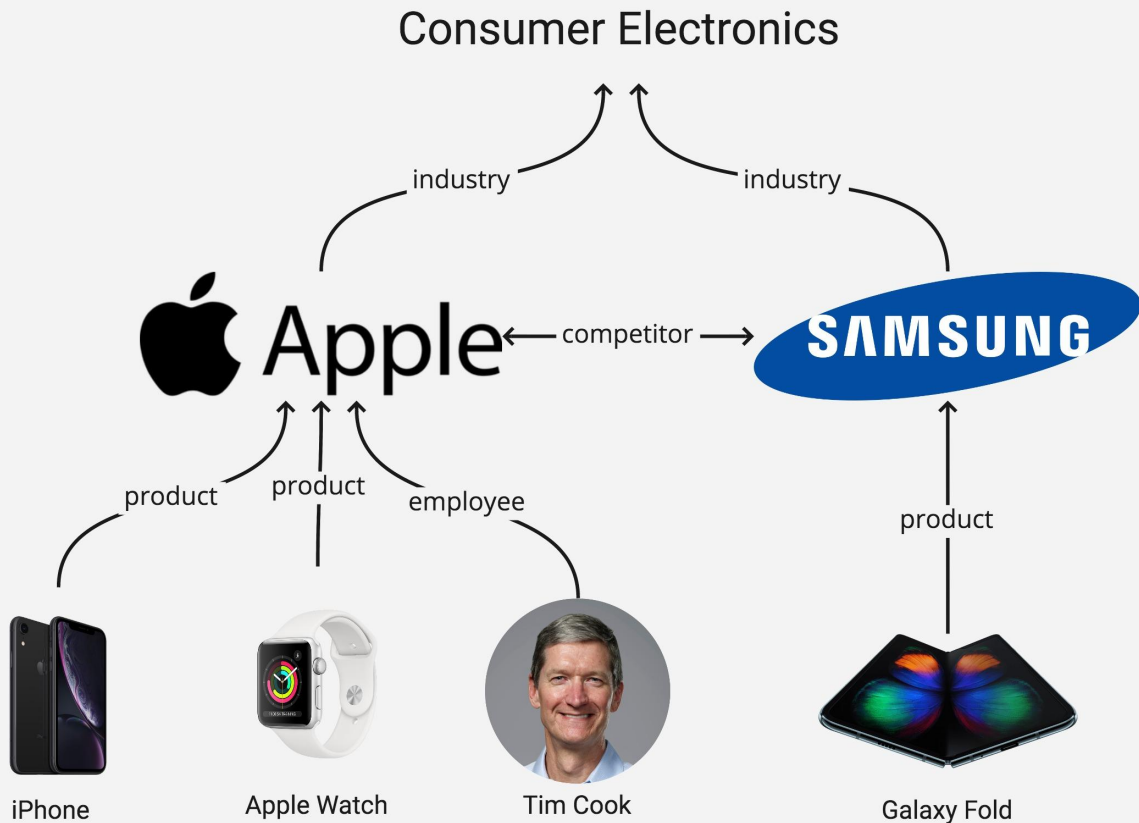 Consumer Electronics
industry
industry
Apple
competitor
SAMSUNG
product
product
employee
product
iPhone
Apple Watch
Tim Cook
Galaxy Fold